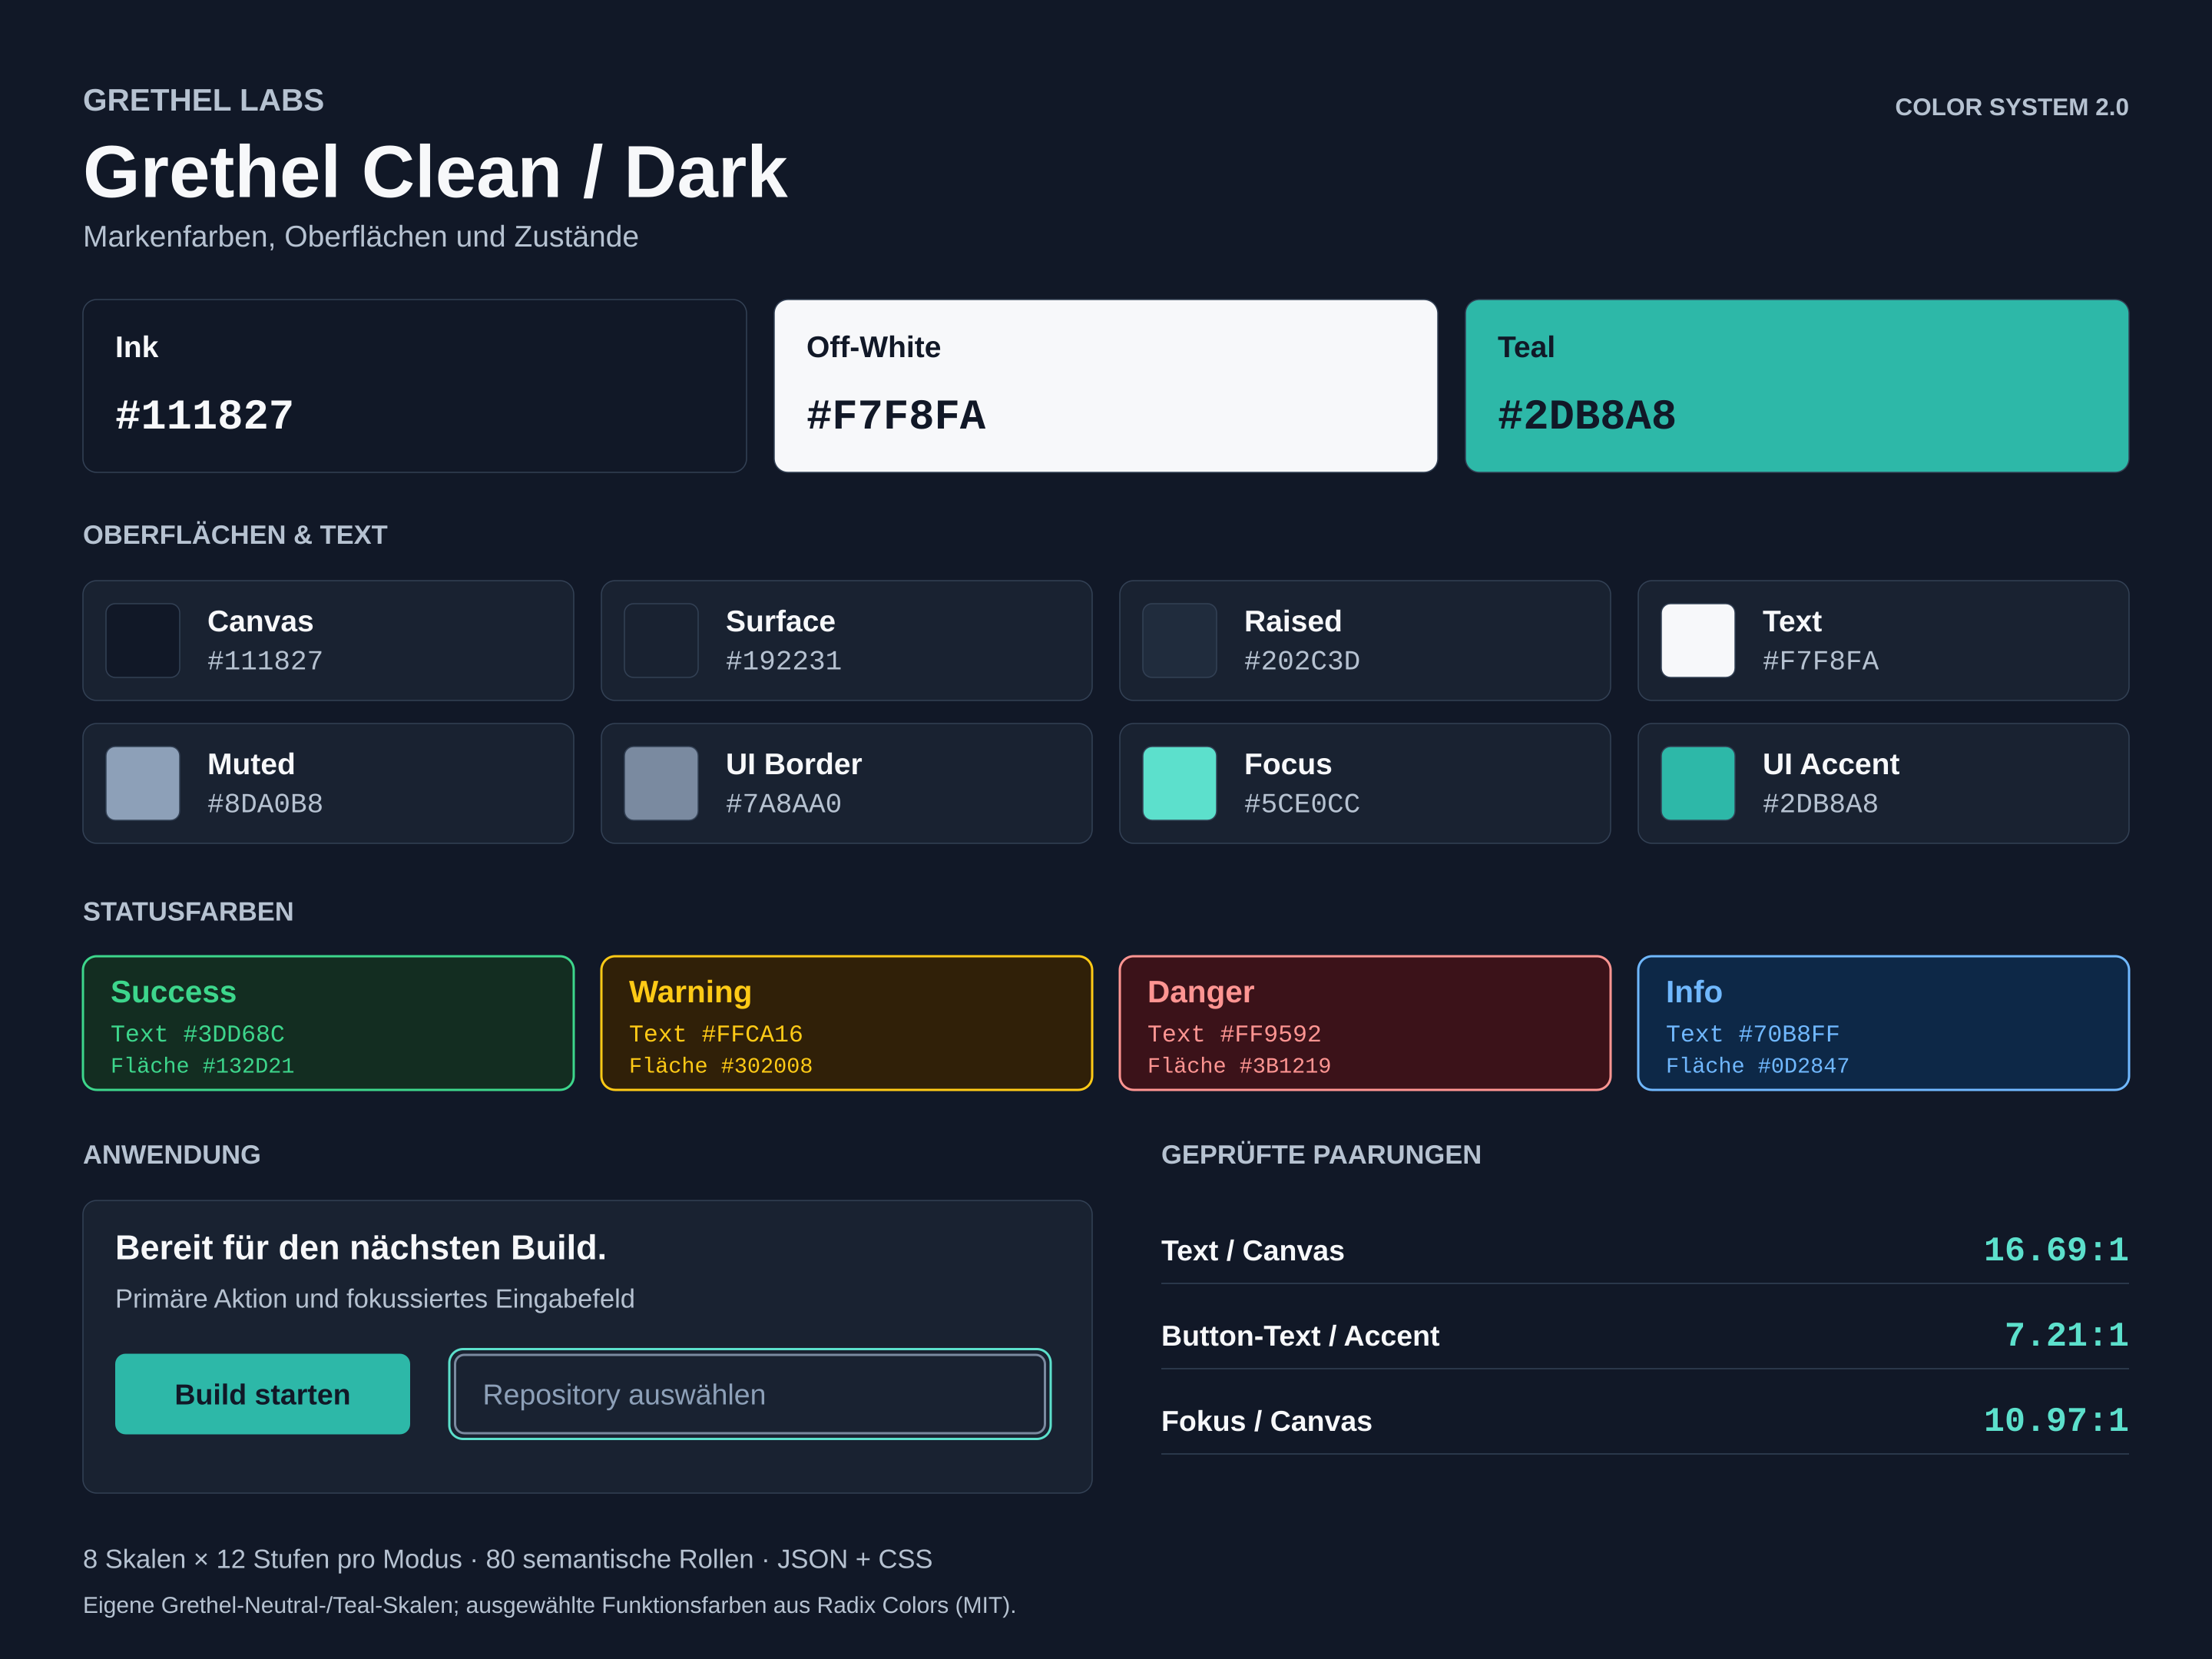 GRETHEL LABS
COLOR SYSTEM 2.0
Grethel Clean / Dark
Markenfarben, Oberflächen und Zustände
Ink
#111827
Off-White
#F7F8FA
Teal
#2DB8A8
OBERFLÄCHEN & TEXT
Canvas
#111827
Surface
#192231
Raised
#202C3D
Text
#F7F8FA
Muted
#8DA0B8
UI Border
#7A8AA0
Focus
#5CE0CC
UI Accent
#2DB8A8
STATUSFARBEN
Success
Text #3DD68C
Fläche #132D21
Warning
Text #FFCA16
Fläche #302008
Danger
Text #FF9592
Fläche #3B1219
Info
Text #70B8FF
Fläche #0D2847
ANWENDUNG
Bereit für den nächsten Build.
Primäre Aktion und fokussiertes Eingabefeld
Build starten
Repository auswählen
GEPRÜFTE PAARUNGEN
Text / Canvas 16.69:1
Button-Text / Accent 7.21:1
Fokus / Canvas 10.97:1
8 Skalen × 12 Stufen pro Modus · 80 semantische Rollen · JSON + CSS
Eigene Grethel-Neutral-/Teal-Skalen; ausgewählte Funktionsfarben aus Radix Colors (MIT).